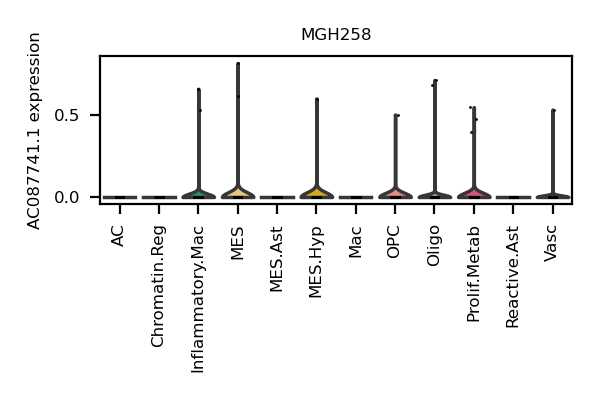 MGH258
AC087741.1 expression
0.5
0.0
AC
Chromatin.Reg
Inflammatory.Mac
MES
MES.Ast
MES.Hyp
Mac
OPC
Oligo
Prolif.Metab
Reactive.Ast
Vasc